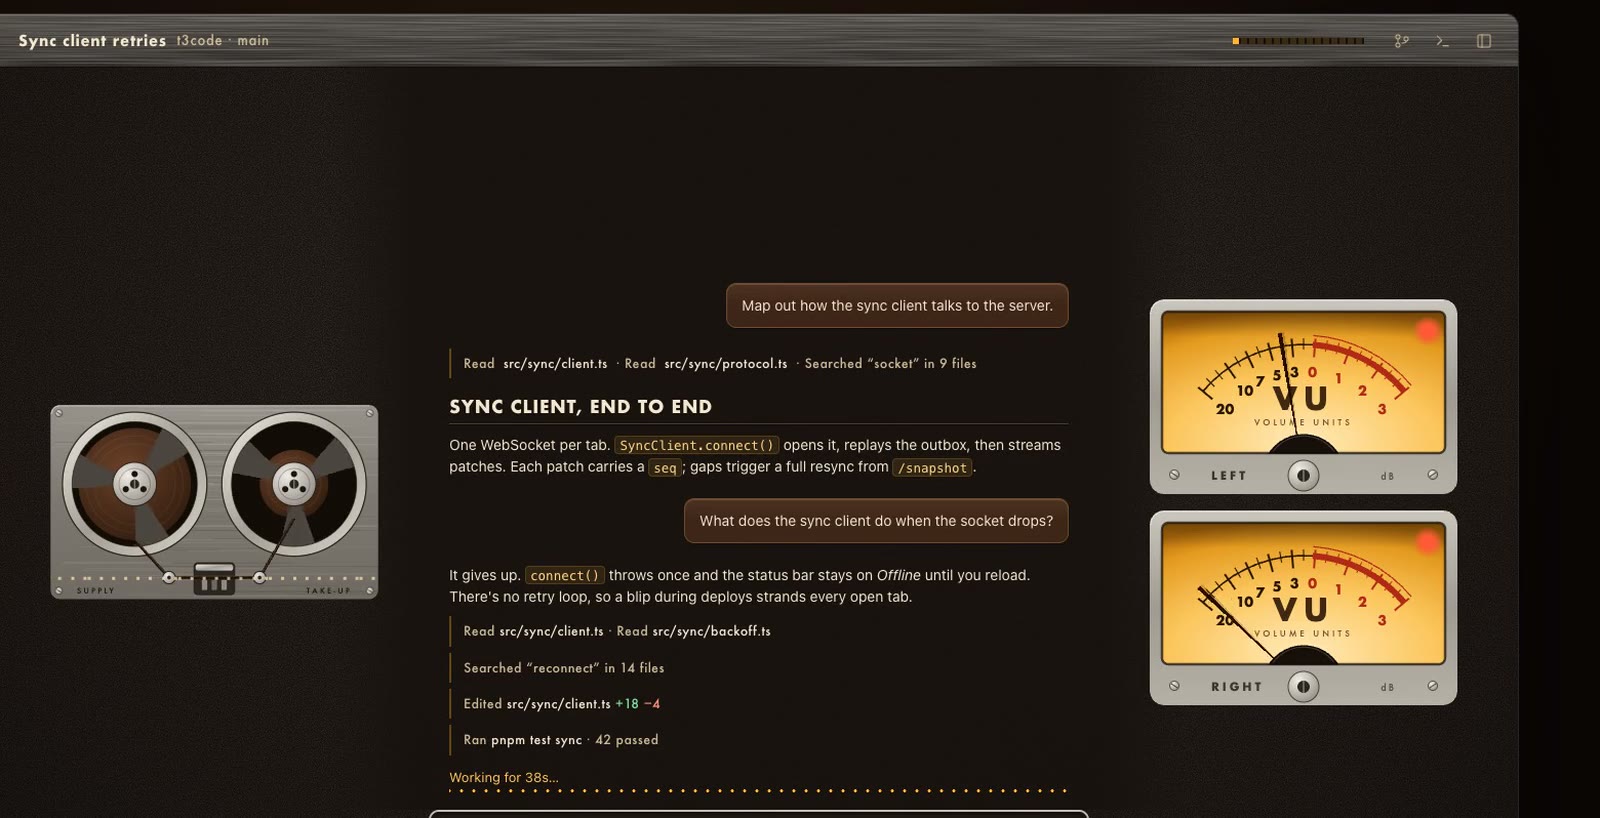 Sync client retries t3code · main
Map out how the sync client talks to the server.
Read src/sync/client.ts · Read src/sync/protocol.ts · Searched “socket” in 9 files
SYNC CLIENT, END TO END
One WebSocket per tab. SyncClient.connect() opens it, replays the outbox, then streams
patches. Each patch carries a seq; gaps trigger a full resync from /snapshot.
What does the sync client do when the socket drops?
It gives up. connect() throws once and the status bar stays on Offline until you reload.
There's no retry loop, so a blip during deploys strands every open tab.
Read src/sync/client.ts · Read src/sync/backoff.ts
Searched “reconnect” in 14 files
Edited src/sync/client.ts +18 −4
Ran pnpm test sync · 42 passed
Working for 38s...
SUPPLY TAKE-UP
20 10 7 5 3 0 1 2 3
VU
VOLUME UNITS
LEFT dB
20 10 7 5 3 0 1 2 3
VU
VOLUME UNITS
RIGHT dB